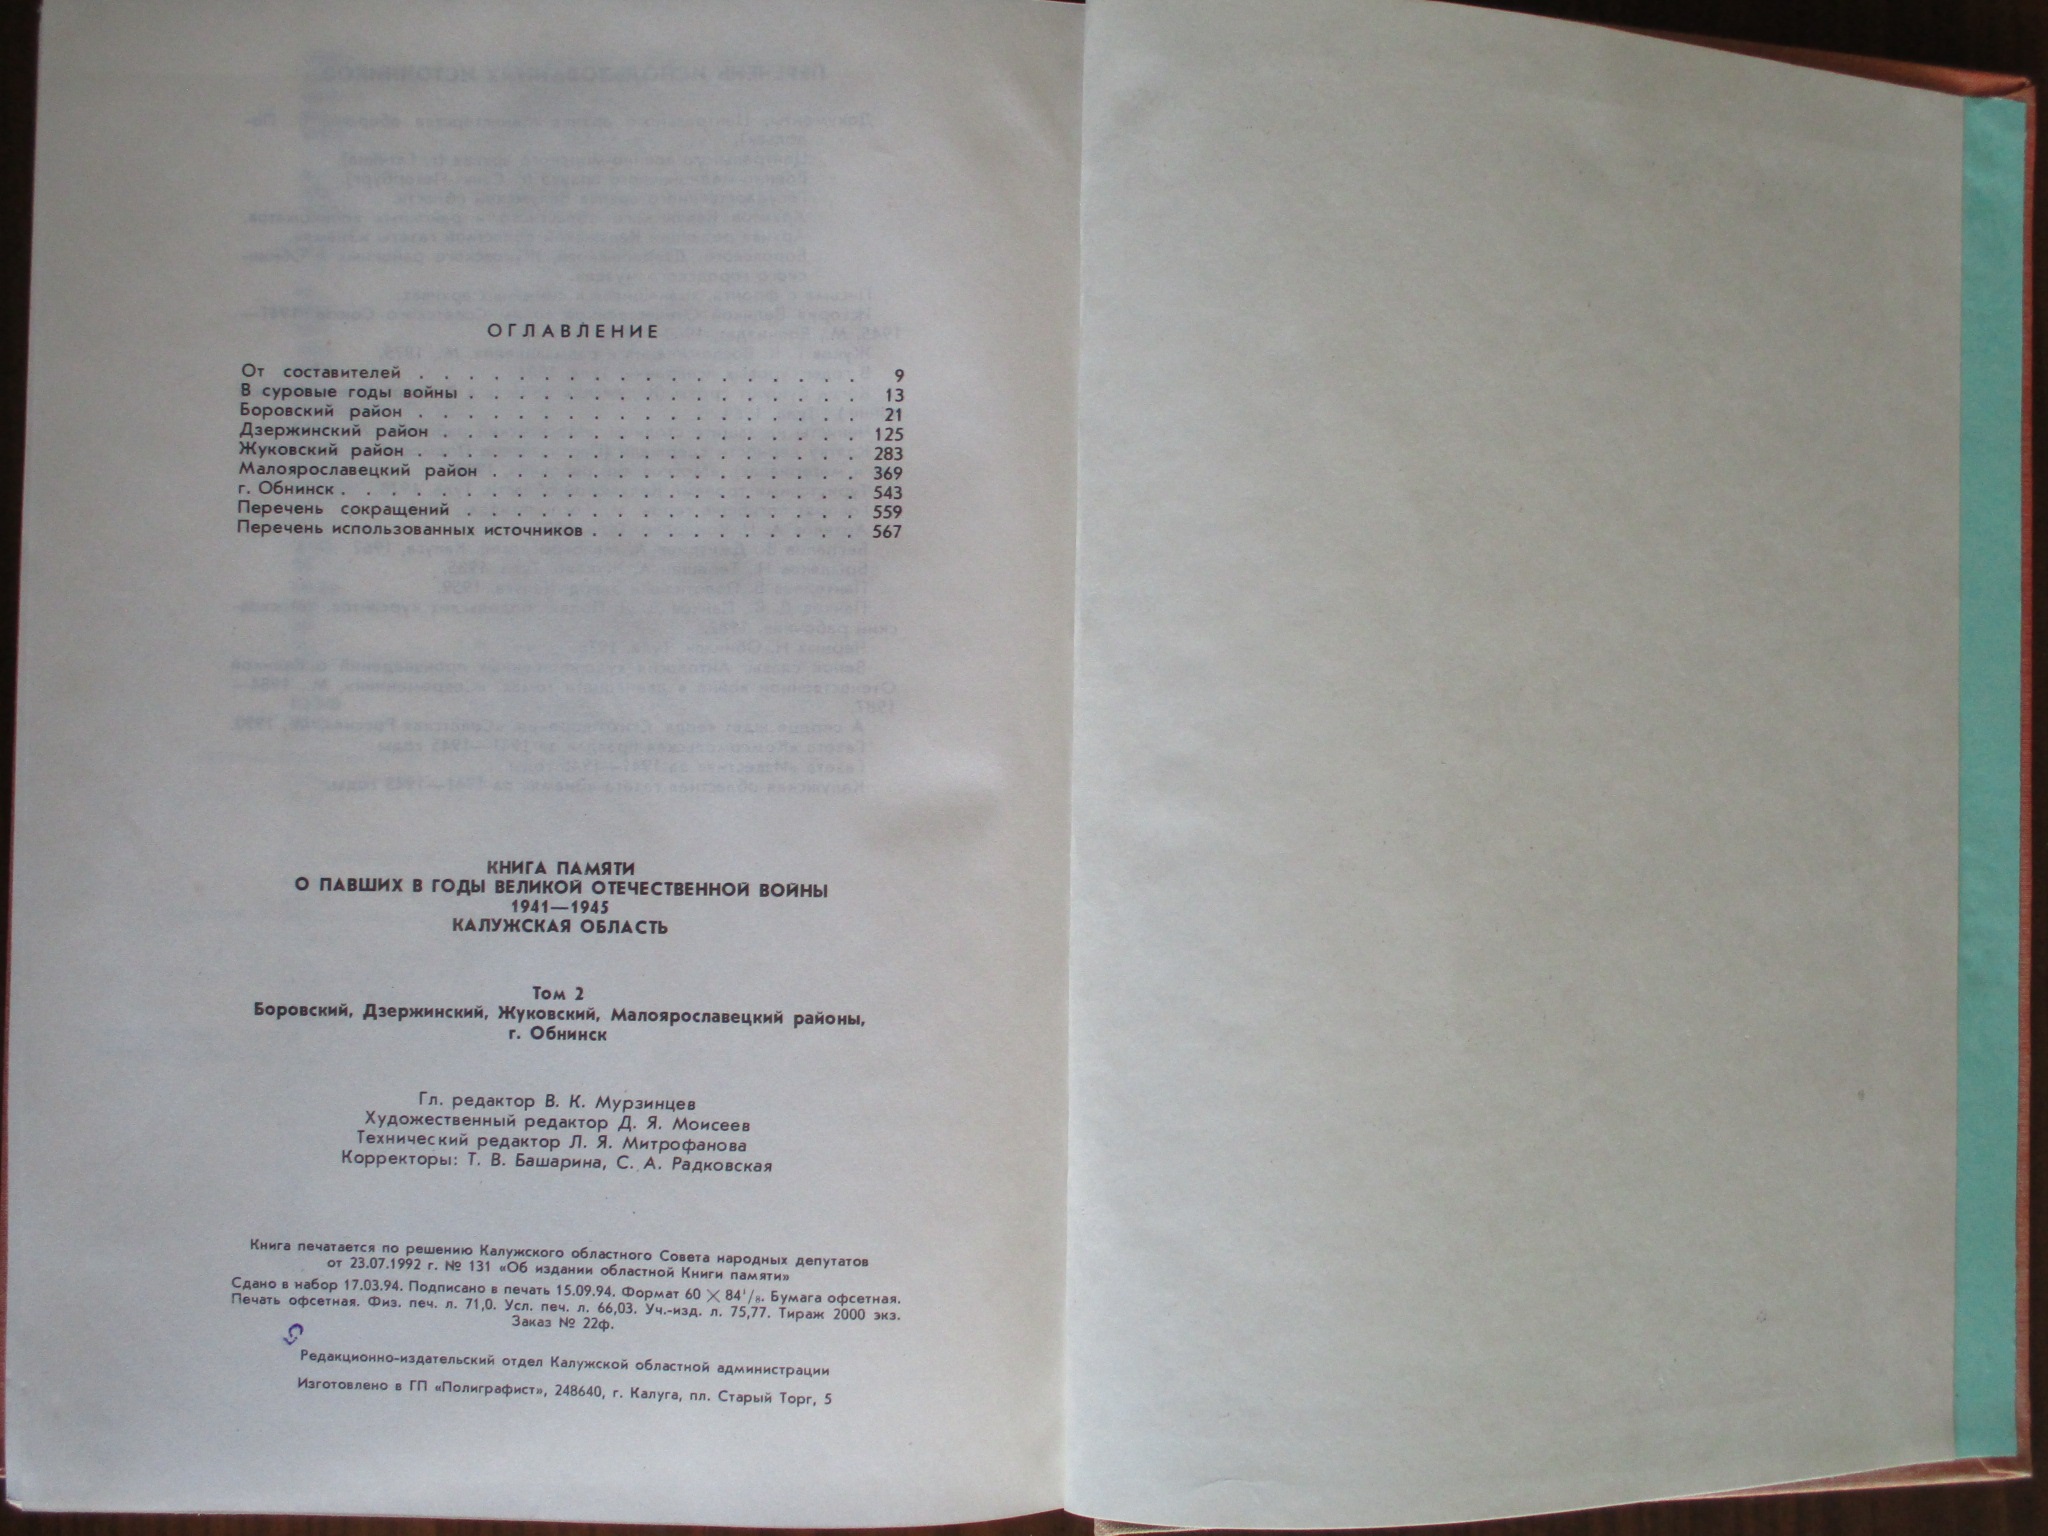 ОГЛАВЛЕНИЕ
От составителей . . . . . . . . . . . . . . . . . . 9
В суровые годы войны . . . . . . . . . . . . . . . . 13
Боровский район . . . . . . . . . . . . . . . . . . 21
Дзержинский район . . . . . . . . . . . . . . . . . 125
Жуковский район . . . . . . . . . . . . . . . . . . 283
Малоярославецкий район . . . . . . . . . . . . . . . 369
г. Обнинск . . . . . . . . . . . . . . . . . . . . . 543
Перечень сокращений . . . . . . . . . . . . . . . . 559
Перечень использованных источников . . . . . . . . . . . 567
КНИГА ПАМЯТИ
О ПАВШИХ В ГОДЫ ВЕЛИКОЙ ОТЕЧЕСТВЕННОЙ ВОЙНЫ
1941—1945
КАЛУЖСКАЯ ОБЛАСТЬ
Том 2
Боровский, Дзержинский, Жуковский, Малоярославецкий районы,
г. Обнинск
Гл. редактор В. К. Мурзинцев
Художественный редактор Д. Я. Моисеев
Технический редактор Л. Я. Митрофанова
Корректоры: Т. В. Башарина, С. А. Радковская
Книга печатается по решению Калужского областного Совета народных депутатов
от 23.07.1992 г. № 131 «Об издании областной Книги памяти»
Сдано в набор 17.03.94. Подписано в печать 15.09.94. Формат 60 × 84¹/₈. Бумага офсетная.
Печать офсетная. Физ. печ. л. 71,0. Усл. печ. л. 66,03. Уч.-изд. л. 75,77. Тираж 2000 экз.
Заказ № 22ф.
Редакционно-издательский отдел Калужской областной администрации
Изготовлено в ГП «Полиграфист», 248640, г. Калуга, пл. Старый Торг, 5